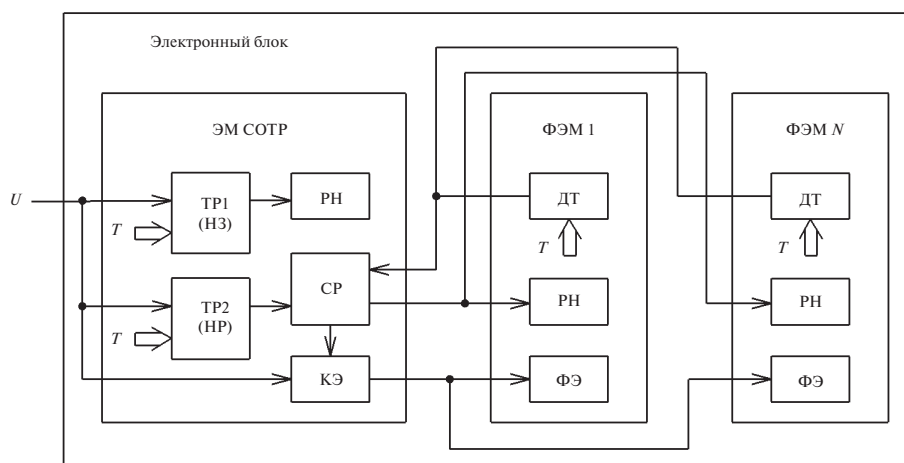 Электронный блок
ЭМ СОТР
ФЭМ 1
ФЭМ N
U
ТР1
(НЗ)
РН
T
ТР2
(НР)
T
СР
КЭ
ДТ
T
РН
ФЭ
ДТ
T
РН
ФЭ